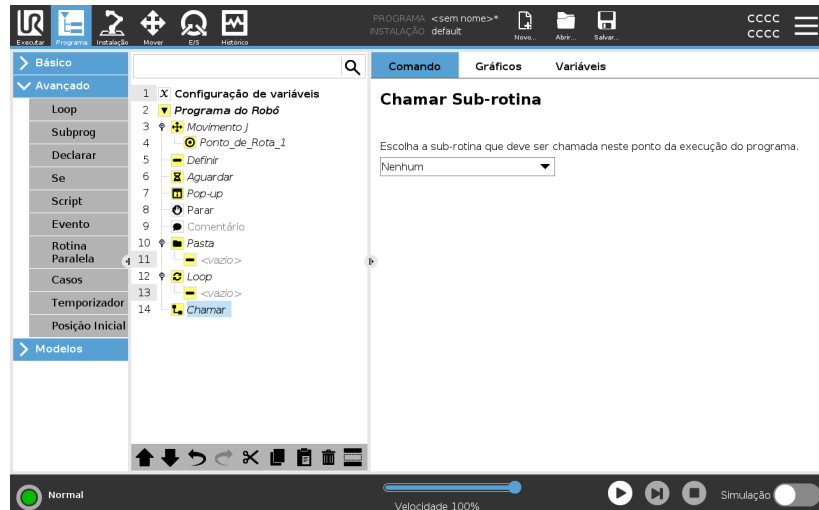 PROGRAMA <sem nome>*
INSTALAÇÃO default
cccc
cccc
Executar Programa Instalação Mover E/S Histórico Novo... Abrir... Salvar...
Básico
Avançado
Loop
Subprog
Declarar
Se
Script
Evento
Rotina
Paralela
Casos
Temporizador
Posição Inicial
Modelos
1 X Configuração de variáveis
2 Programa do Robô
3 Movimento J
4 Ponto_de_Rota_1
5 Definir
6 Aguardar
7 Pop-up
8 Parar
9 Comentário
10 Pasta
11 <vazio>
12 Loop
13 <vazio>
14 Chamar
Comando Gráficos Variáveis
Chamar Sub-rotina
Escolha a sub-rotina que deve ser chamada neste ponto da execução do programa.
Nenhum
Normal
Velocidade 100%
Simulação